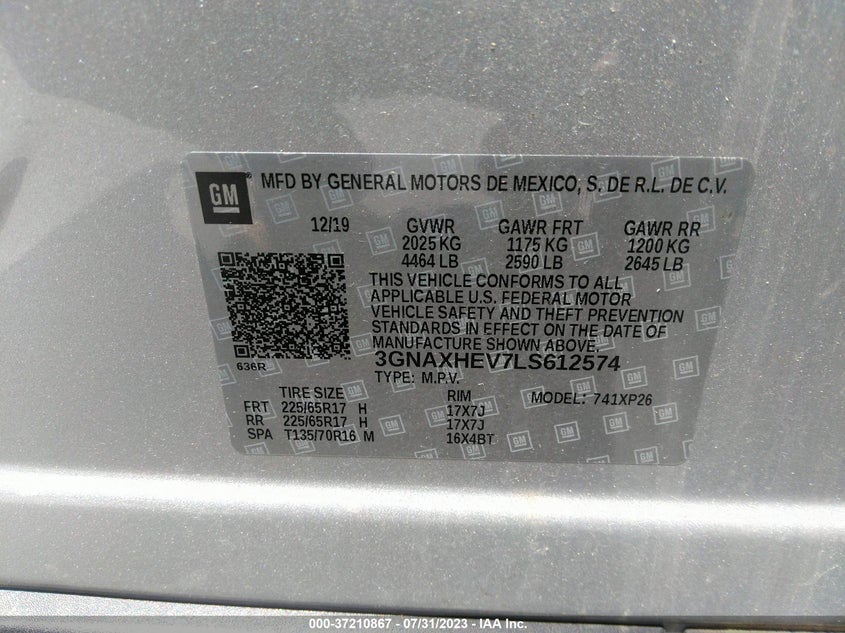 GM ® MFD BY GENERAL MOTORS DE MEXICO, S. DE R.L. DE C.V.
12/19 GVWR GAWR FRT GAWR RR
2025 KG 1175 KG 1200 KG
4464 LB 2590 LB 2645 LB
THIS VEHICLE CONFORMS TO ALL
APPLICABLE U.S. FEDERAL MOTOR
VEHICLE SAFETY AND THEFT PREVENTION
STANDARDS IN EFFECT ON THE DATE OF
MANUFACTURE SHOWN ABOVE.
636R 3GNAXHEV7LS612574
TYPE: M.P.V.
TIRE SIZE RIM MODEL: 741XP26
FRT 225/65R17 H 17X7J
RR 225/65R17 H 17X7J
SPA T135/70R16 M 16X4BT
000-37210867 - 07/31/2023 - IAA Inc.